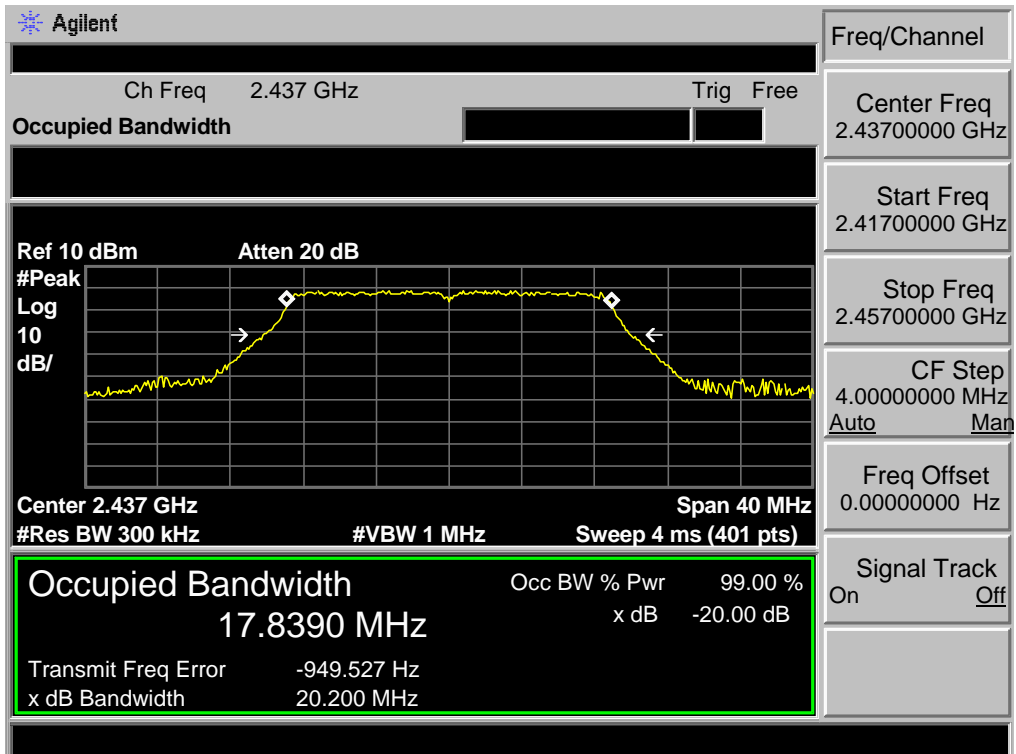 Agilent
Freq/Channel
Ch Freq 2.437 GHz Trig Free
Occupied Bandwidth
Center Freq
2.43700000 GHz
Start Freq
2.41700000 GHz
Stop Freq
2.45700000 GHz
CF Step
4.00000000 MHz
Auto Man
Freq Offset
0.00000000 Hz
Signal Track
On Off
Ref 10 dBm Atten 20 dB
#Peak
Log
10
dB/
Center 2.437 GHz Span 40 MHz
#Res BW 300 kHz #VBW 1 MHz Sweep 4 ms (401 pts)
Occupied Bandwidth Occ BW % Pwr 99.00 %
17.8390 MHz x dB -20.00 dB
Transmit Freq Error -949.527 Hz
x dB Bandwidth 20.200 MHz